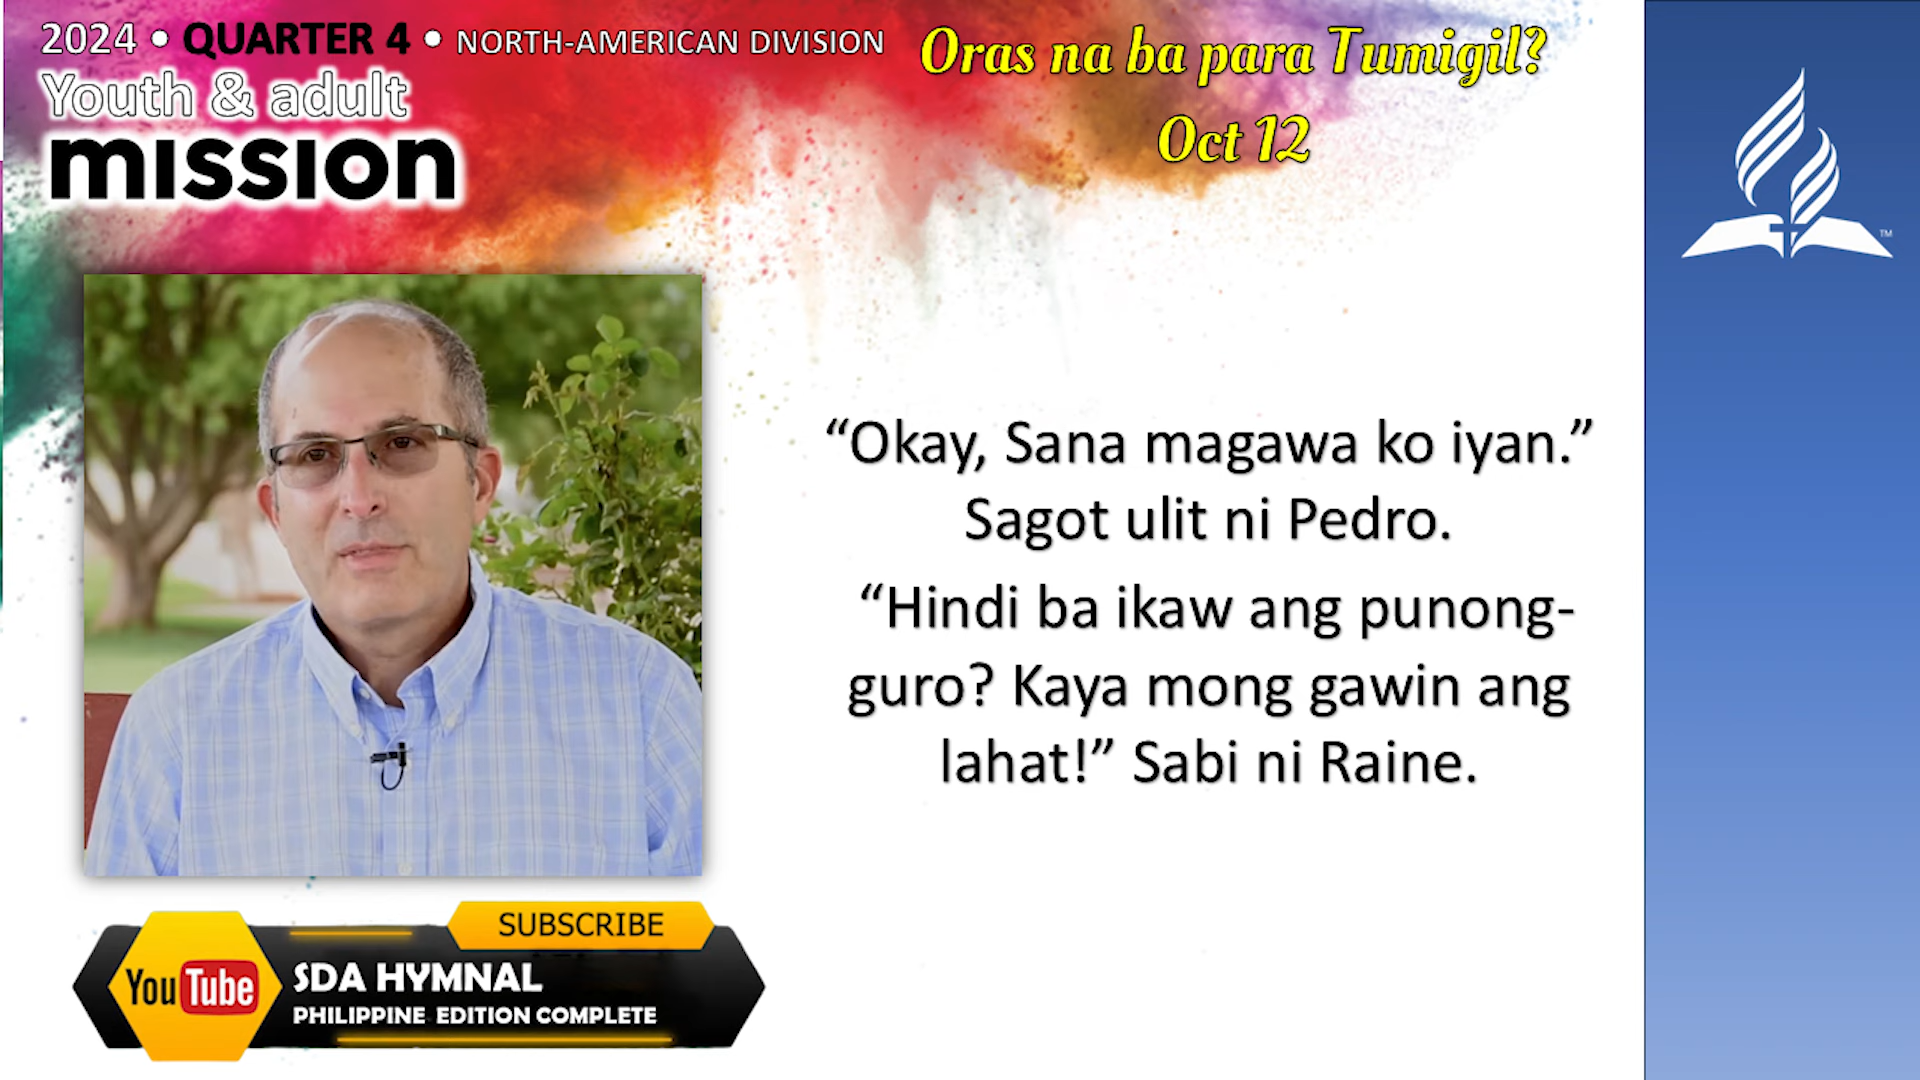 2024 • QUARTER 4 • NORTH-AMERICAN DIVISION
Youth & adult
mission
Oras na ba para Tumigil?
Oct 12
TM
“Okay, Sana magawa ko iyan.”
Sagot ulit ni Pedro.
“Hindi ba ikaw ang punong-
guro? Kaya mong gawin ang
lahat!” Sabi ni Raine.
SUBSCRIBE
YouTube
SDA HYMNAL
PHILIPPINE EDITION COMPLETE